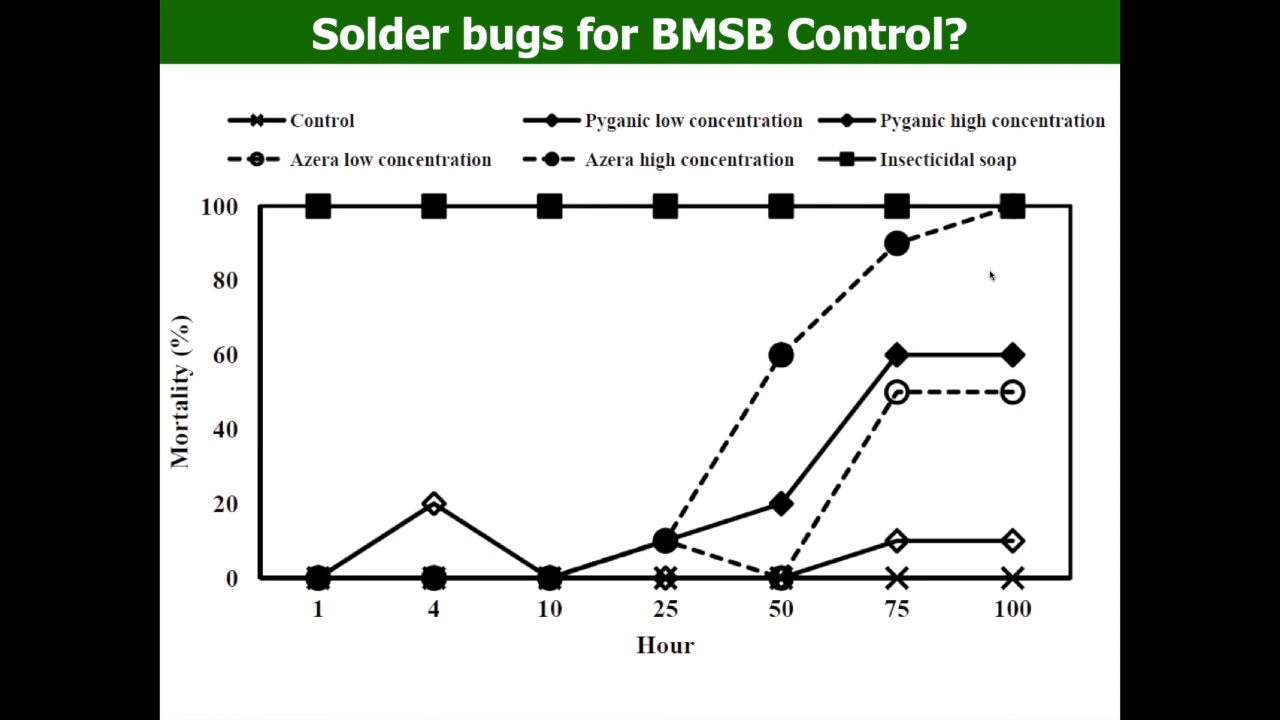 Solder bugs for BMSB Control?
Control Pyganic low concentration Pyganic high concentration
Azera low concentration Azera high concentration Insecticidal soap
100
80
60
40
20
0
Mortality (%)
1 4 10 25 50 75 100
Hour